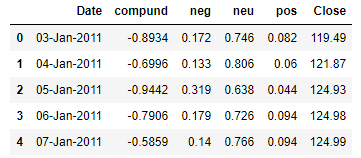 Date compund neg neu pos Close
0 03-Jan-2011 -0.8934 0.172 0.746 0.082 119.49
1 04-Jan-2011 -0.6996 0.133 0.806 0.06 121.87
2 05-Jan-2011 -0.9442 0.319 0.638 0.044 124.93
3 06-Jan-2011 -0.7906 0.179 0.726 0.094 124.98
4 07-Jan-2011 -0.5859 0.14 0.766 0.094 124.99